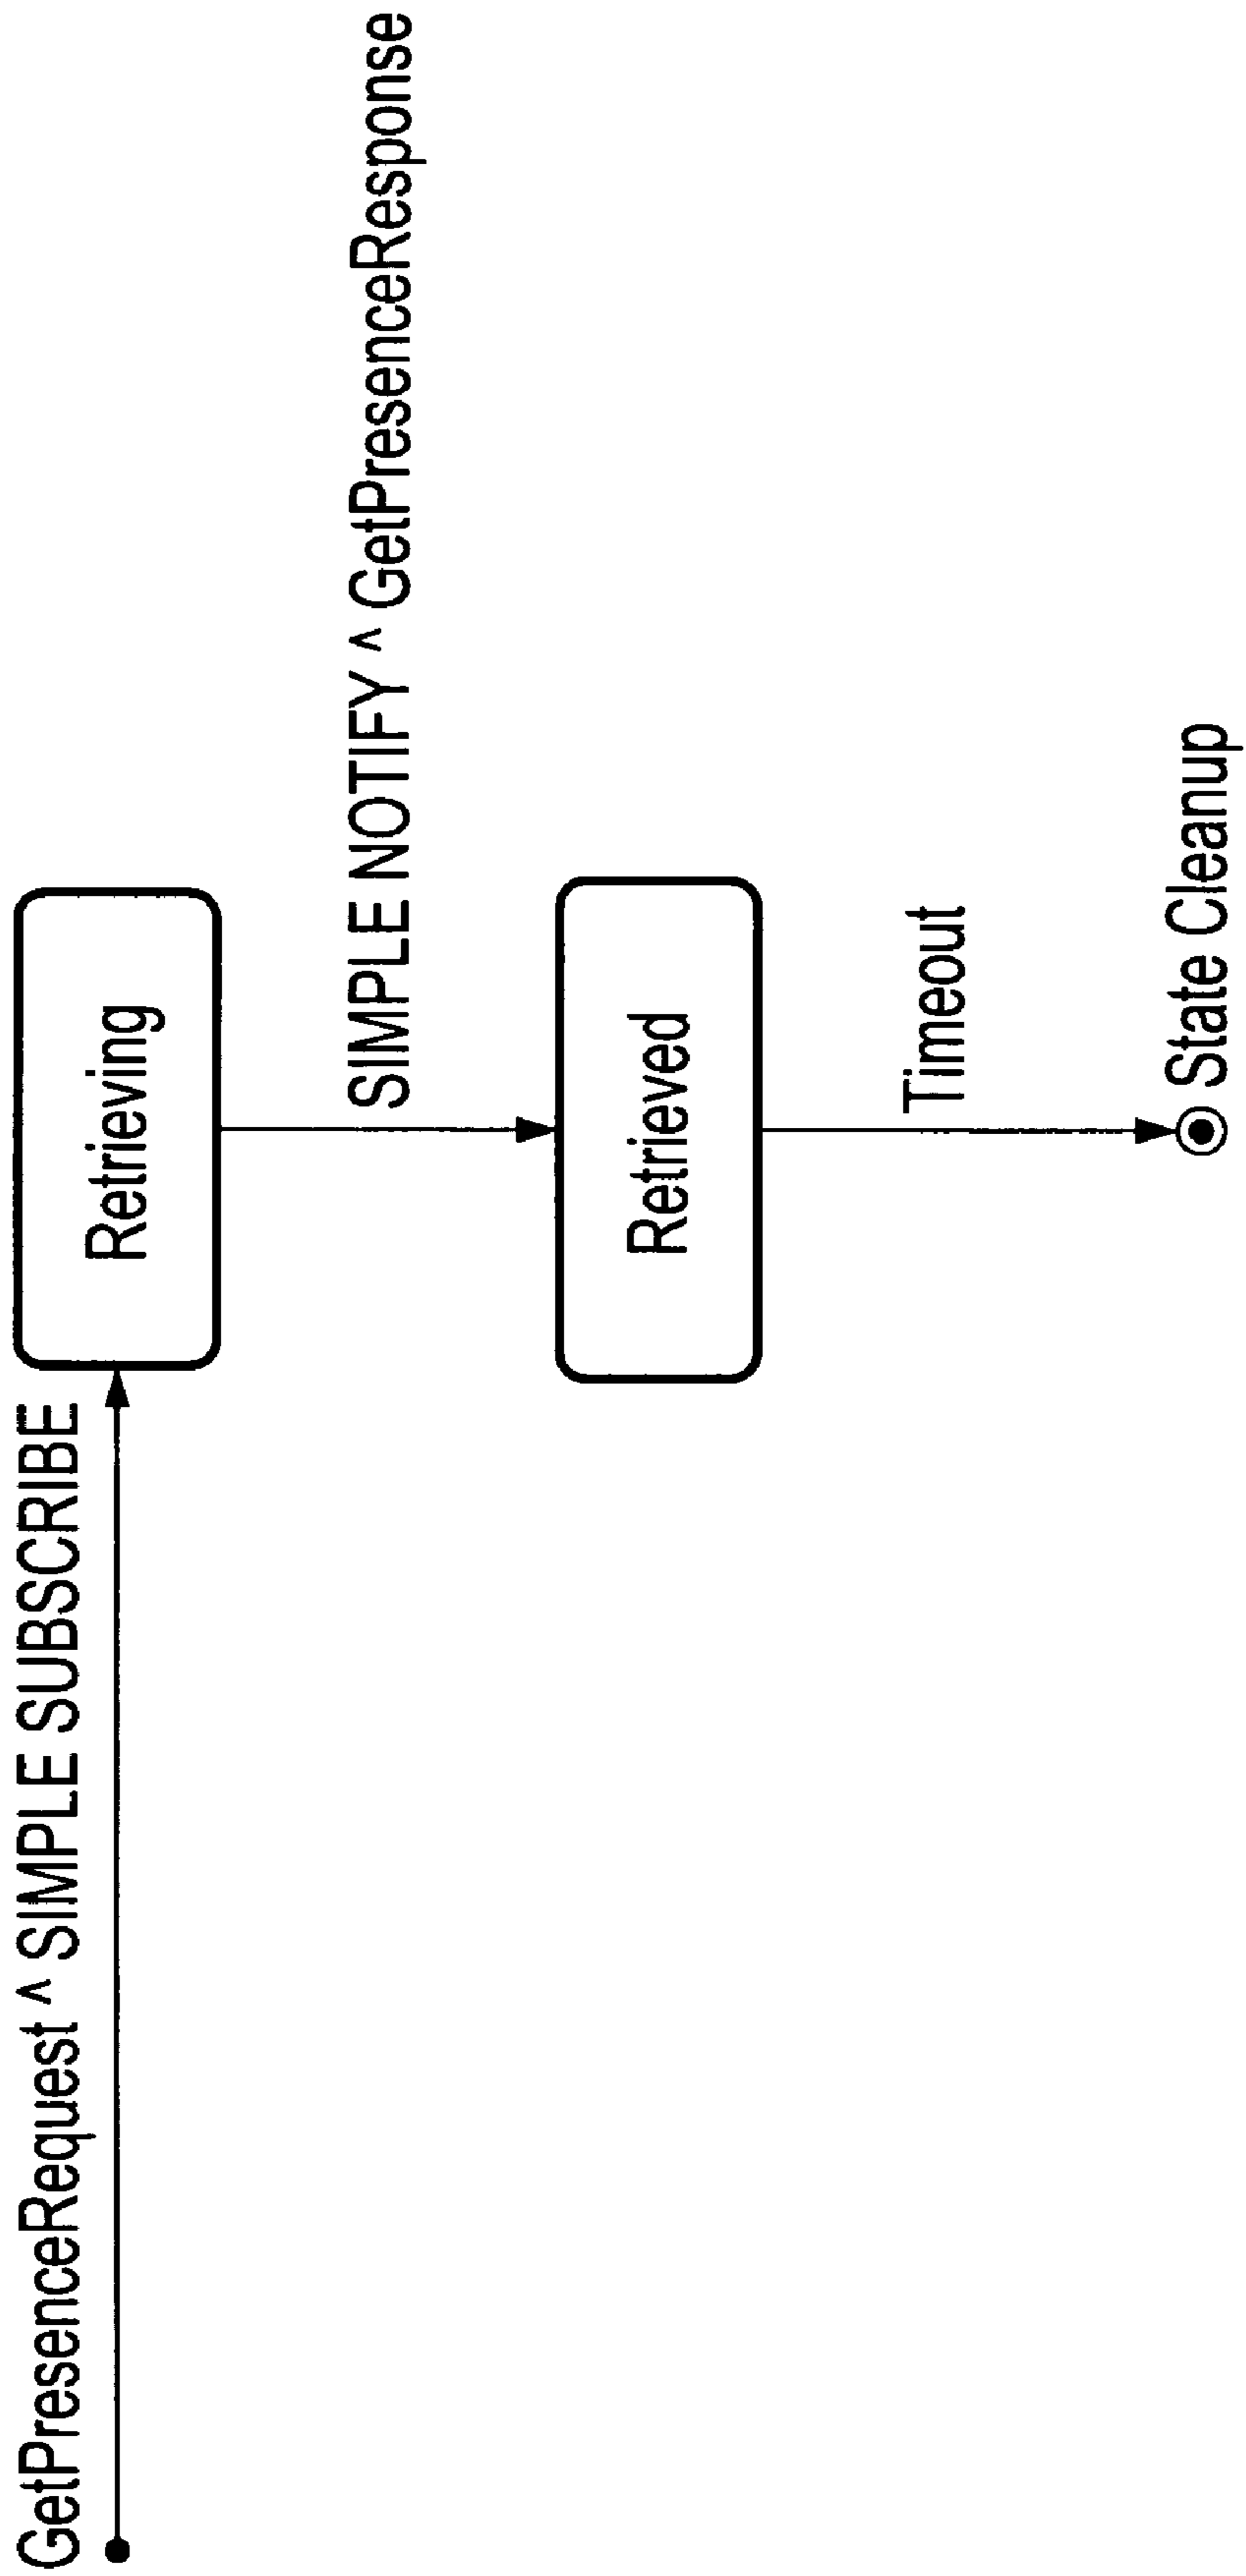 GetPresenceRequest ^ SIMPLE SUBSCRIBE
Retrieving
SIMPLE NOTIFY ^ GetPresenceResponse
Retrieved
Timeout
State Cleanup